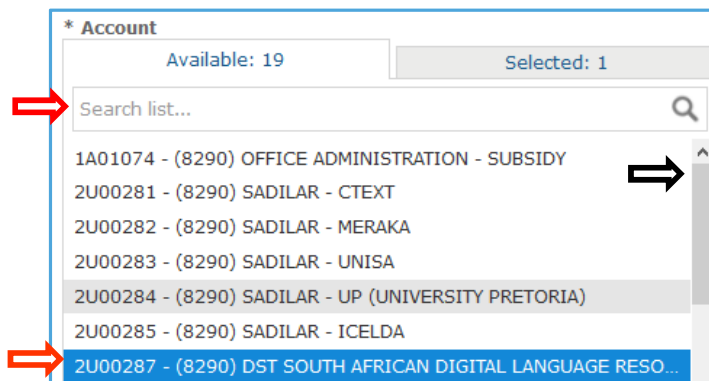 * Account
Available: 19
Selected: 1
Search list...
1A01074 - (8290) OFFICE ADMINISTRATION - SUBSIDY
2U00281 - (8290) SADILAR - CTEXT
2U00282 - (8290) SADILAR - MERAKA
2U00283 - (8290) SADILAR - UNISA
2U00284 - (8290) SADILAR - UP (UNIVERSITY PRETORIA)
2U00285 - (8290) SADILAR - ICELDA
2U00287 - (8290) DST SOUTH AFRICAN DIGITAL LANGUAGE RESO...